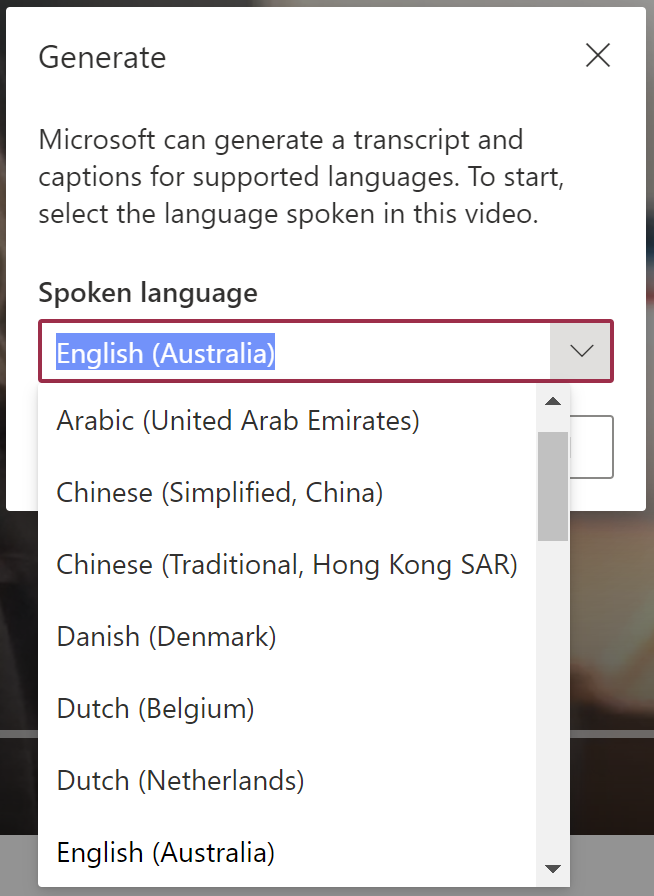 Generate
Microsoft can generate a transcript and
captions for supported languages. To start,
select the language spoken in this video.
Spoken language
English (Australia)
Arabic (United Arab Emirates)
Chinese (Simplified, China)
Chinese (Traditional, Hong Kong SAR)
Danish (Denmark)
Dutch (Belgium)
Dutch (Netherlands)
English (Australia)